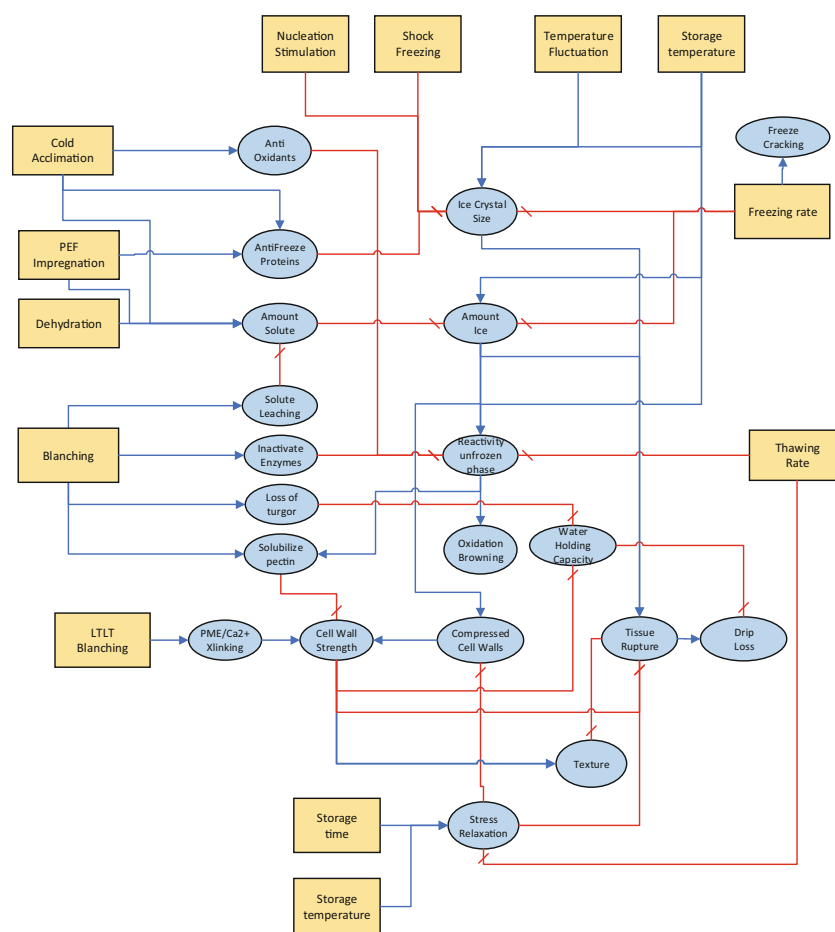 Nucleation
Stimulation
Shock
Freezing
Temperature
Fluctuation
Storage
temperature
Cold
Acclimation
Anti
Oxidants
Freeze
Cracking
Ice Crystal
Size
Freezing rate
PEF
Impregnation
AntiFreeze
Proteins
Dehydration
Amount
Solute
Amount
Ice
Solute
Leaching
Blanching
Inactivate
Enzymes
Reactivity
unfrozen
phase
Thawing
Rate
Loss of
turgor
Solubilize
pectin
Oxidation
Browning
Water
Holding
Capacity
LTLT
Blanching
PME/Ca2+
Xlinking
Cell Wall
Strength
Compressed
Cell Walls
Tissue
Rupture
Drip
Loss
Texture
Storage
time
Stress
Relaxation
Storage
temperature